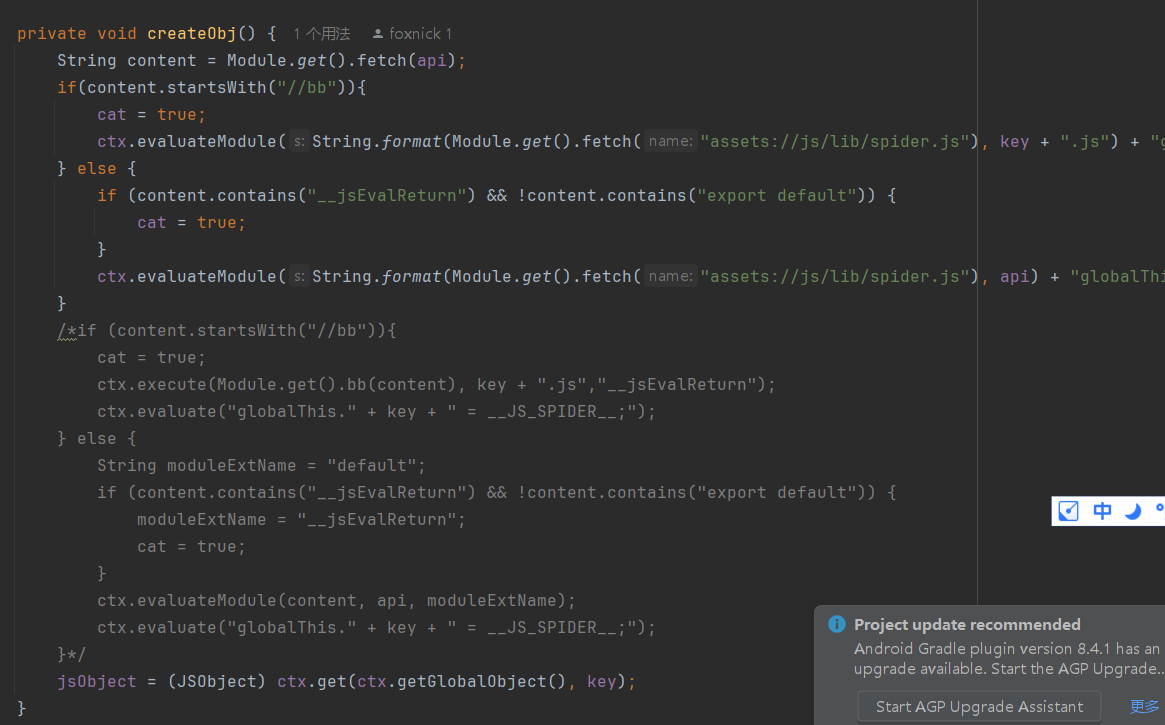 private void createObj() {  1 个用法  foxnick 1
    String content = Module.get().fetch(api);
    if(content.startsWith("//bb")){
        cat = true;
        ctx.evaluateModule( s: String.format(Module.get().fetch( name: "assets://js/lib/spider.js"), key + ".js") + "g
    } else {
        if (content.contains("__jsEvalReturn") && !content.contains("export default")) {
            cat = true;
        }
        ctx.evaluateModule( s: String.format(Module.get().fetch( name: "assets://js/lib/spider.js"), api) + "globalThi
    }
    /*if (content.startsWith("//bb")){
        cat = true;
        ctx.execute(Module.get().bb(content), key + ".js","__jsEvalReturn");
        ctx.evaluate("globalThis." + key + " = __JS_SPIDER__;");
    } else {
        String moduleExtName = "default";
        if (content.contains("__jsEvalReturn") && !content.contains("export default")) {
            moduleExtName = "__jsEvalReturn";
            cat = true;
        }
        ctx.evaluateModule(content, api, moduleExtName);
        ctx.evaluate("globalThis." + key + " = __JS_SPIDER__;");
    }*/
    jsObject = (JSObject) ctx.get(ctx.getGlobalObject(), key);
}
中
Project update recommended
Android Gradle plugin version 8.4.1 has an
upgrade available. Start the AGP Upgrade...
Start AGP Upgrade Assistant
更多